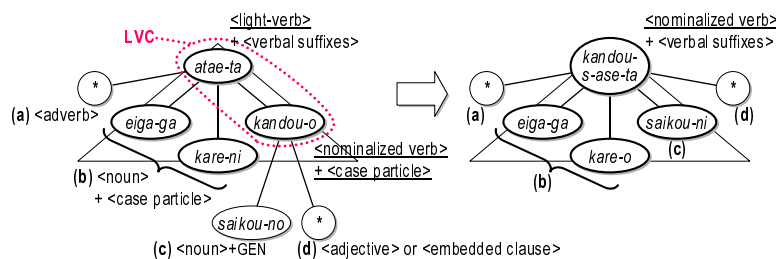 <light-verb>
+ <verbal suffixes>
LVC
atae-ta
*
(a) <adverb>
eiga-ga
kandou-o
kare-ni
<nominalized verb>
+ <case particle>
(b) <noun>
+ <case particle>
saikou-no
*
(c) <noun>+GEN
(d) <adjective> or <embedded clause>
<nominalized verb>
+ <verbal suffixes>
kandou-
s-ase-ta
*
*
(a)
(d)
eiga-ga
saikou-ni
(c)
kare-o
(b)